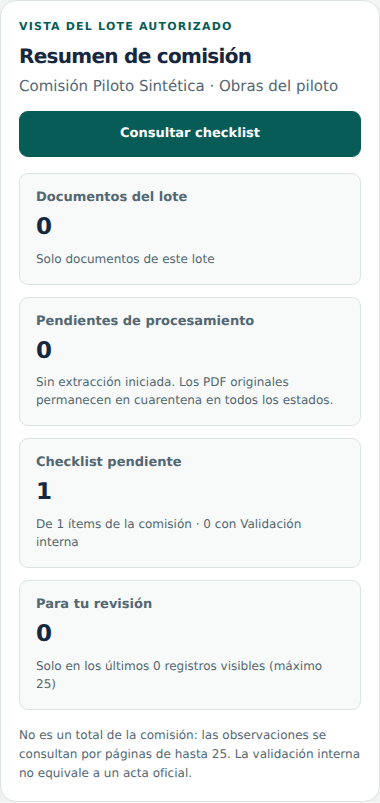 VISTA DEL LOTE AUTORIZADO
Resumen de comisión
Comisión Piloto Sintética · Obras del piloto
Consultar checklist
Documentos del lote
0
Solo documentos de este lote
Pendientes de procesamiento
0
Sin extracción iniciada. Los PDF originales
permanecen en cuarentena en todos los estados.
Checklist pendiente
1
De 1 ítems de la comisión · 0 con Validación
interna
Para tu revisión
0
Solo en los últimos 0 registros visibles (máximo
25)
No es un total de la comisión: las observaciones se
consultan por páginas de hasta 25. La validación interna
no equivale a un acta oficial.